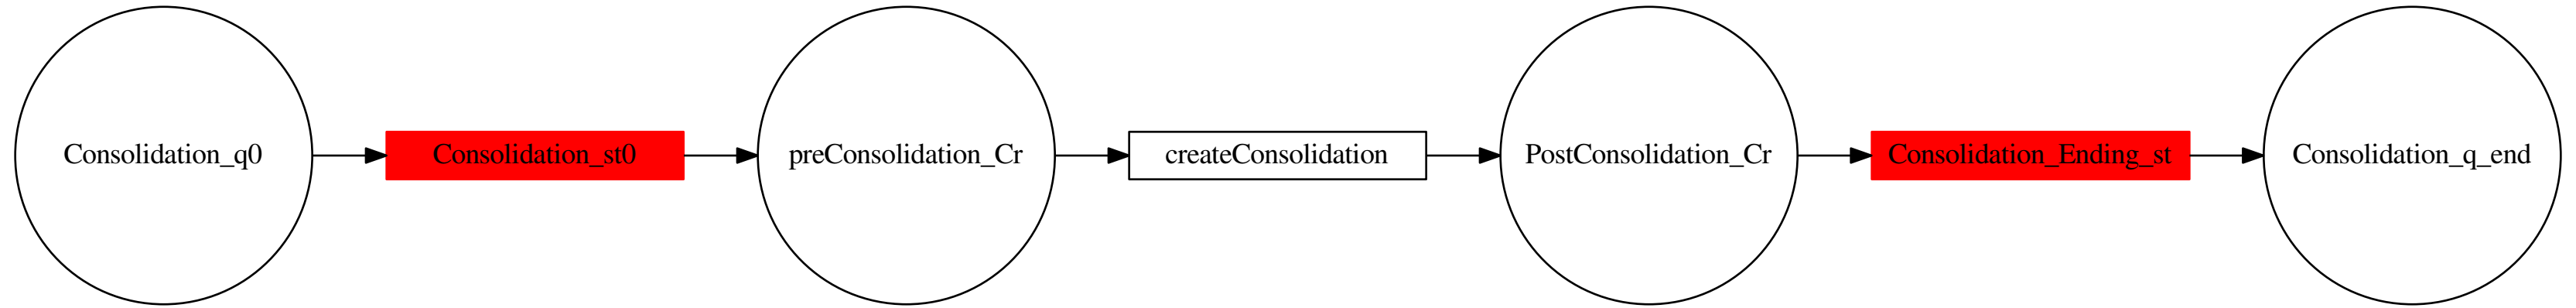 Consolidation_q0
Consolidation_st0
preConsolidation_Cr
createConsolidation
PostConsolidation_Cr
Consolidation_Ending_st
Consolidation_q_end